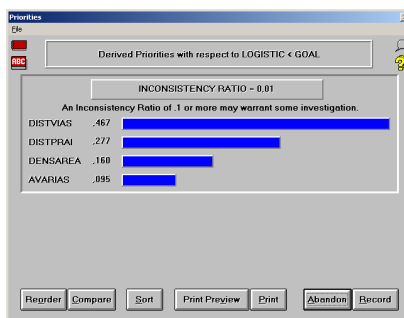 Priorities
File
ABC
Derived Priorities with respect to LOGISTIC < GOAL
INCONSISTENCY RATIO = 0,01
An Inconsistency Ratio of .1 or more may warrant some investigation.
DISTVIAS ,467
DISTPRAI ,277
DENSAREA ,160
AVARIAS ,095
Reorder Compare Sort Print Preview Print Abandon Record